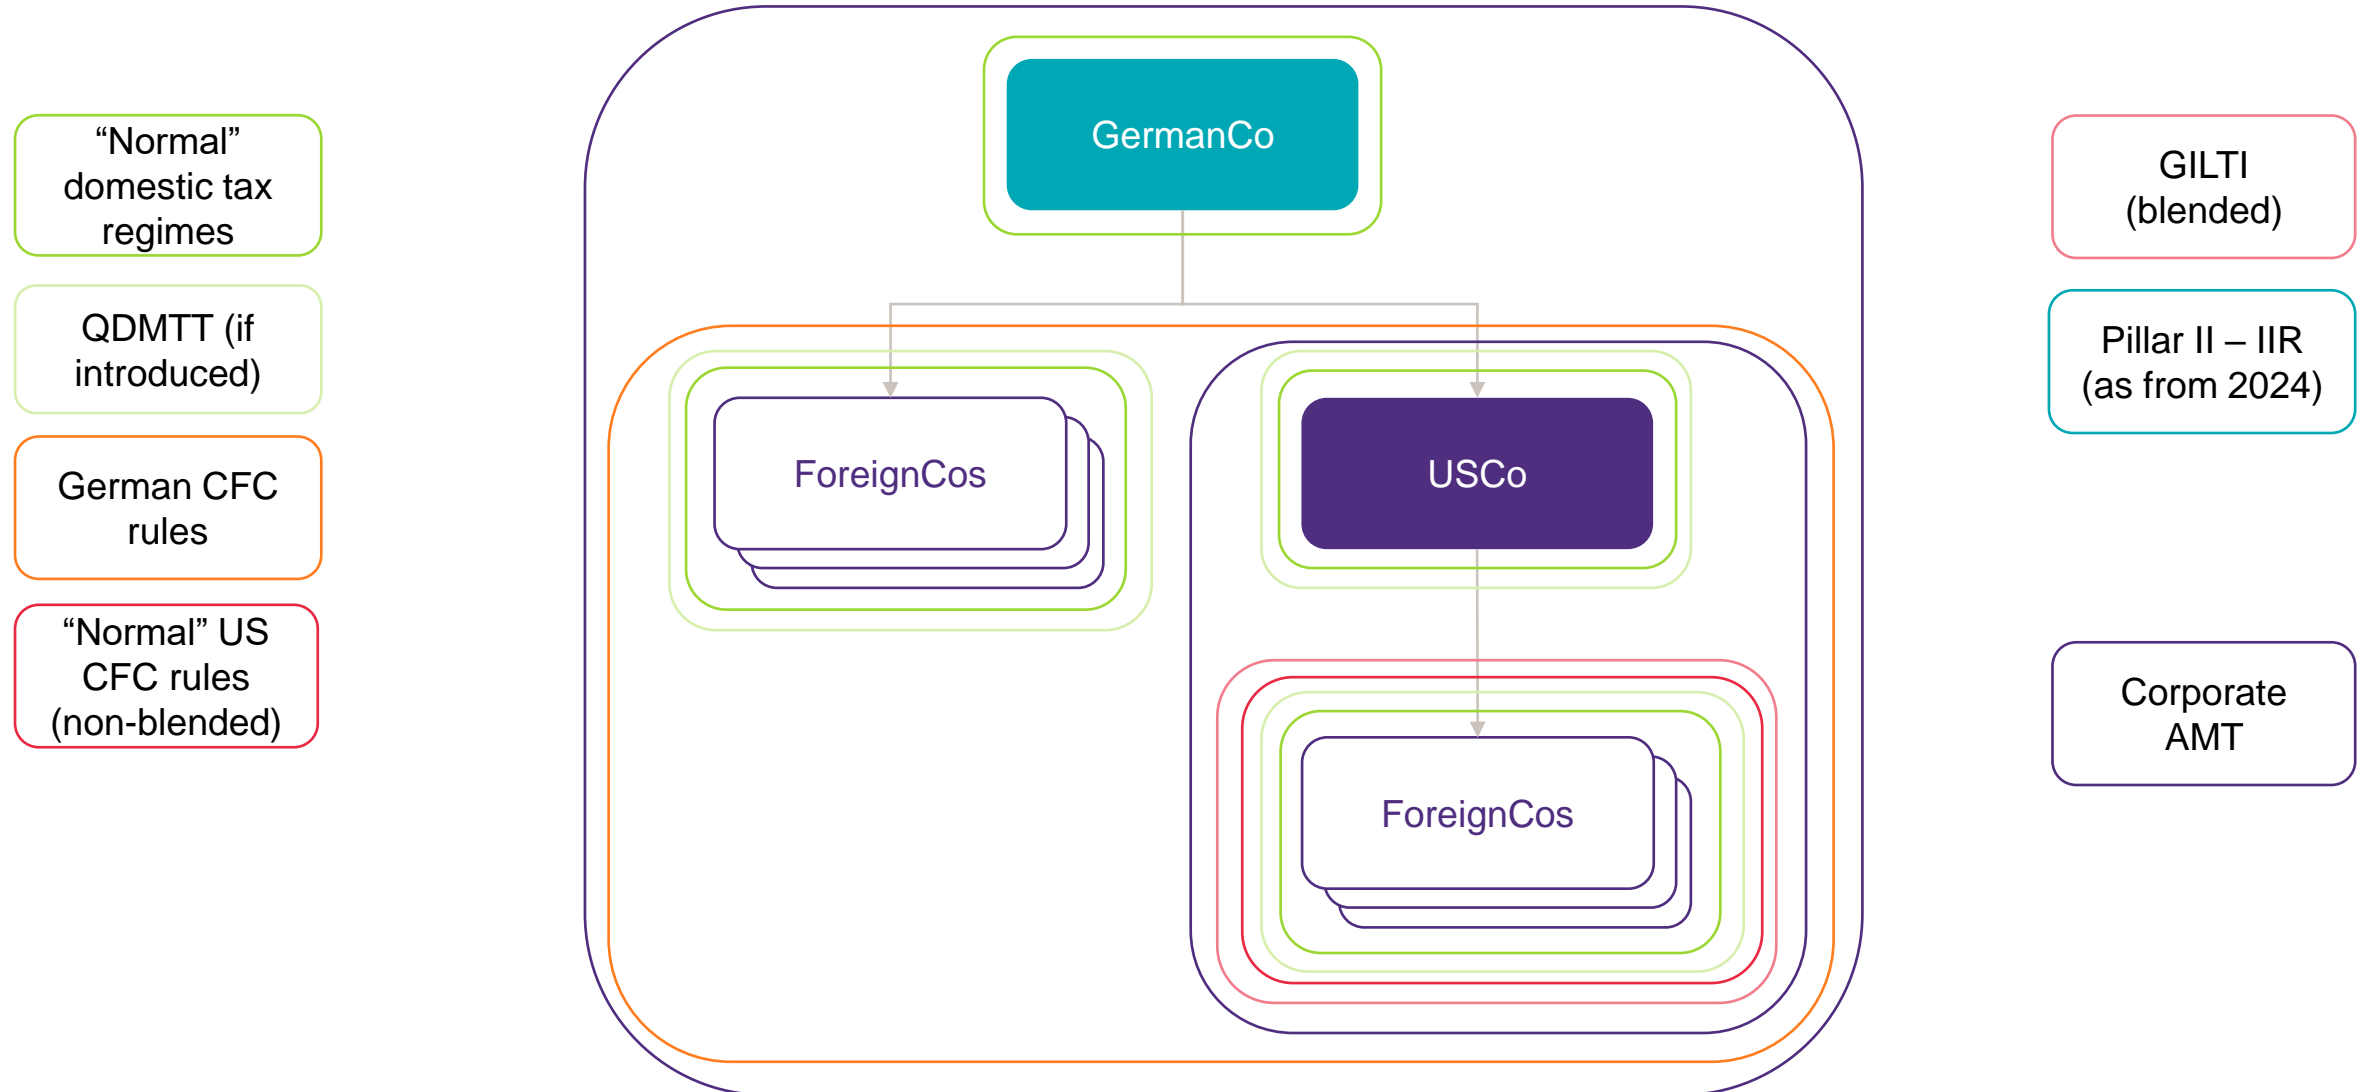 “Normal”
domestic tax
regimes
QDMTT (if
introduced)
German CFC
rules
“Normal” US
CFC rules
(non-blended)
GermanCo
ForeignCos
USCo
ForeignCos
GILTI
(blended)
Pillar II – IIR
(as from 2024)
Corporate
AMT